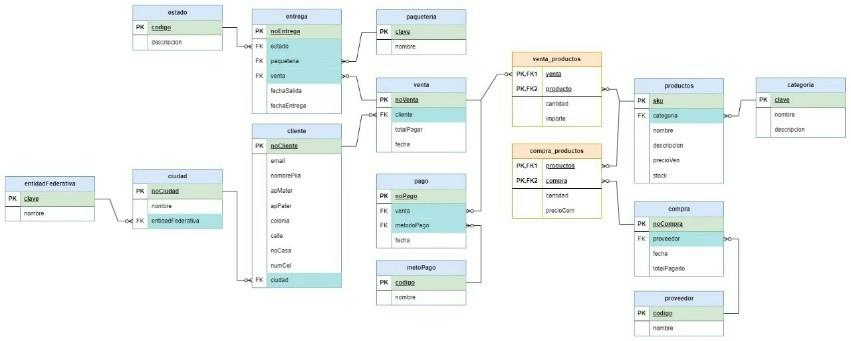 estado
PK codigo
descripcion
entrega
PK noEntrega
FK estado
FK paqueteria
FK venta
fechaSalida
fechaEntrega
paqueteria
PK clave
nombre
venta
PK noVenta
FK cliente
totalPagar
fecha
venta_productos
PK,FK1 venta
PK,FK2 producto
cantidad
importe
productos
PK sku
FK categoria
nombre
descripcion
precioVen
stock
categoria
PK clave
nombre
descripcion
cliente
PK noCliente
email
nombrePila
apMater
apPater
colonia
calle
noCasa
numCel
FK ciudad
compra_productos
PK,FK1 productos
PK,FK2 compra
cantidad
precioCom
entidadFederativa
PK clave
nombre
ciudad
PK noCiudad
nombre
FK entidadFederativa
pago
PK noPago
FK venta
FK metodoPago
fecha
compra
PK noCompra
FK proveedor
fecha
totalPagado
metoPago
PK codigo
nombre
proveedor
PK codigo
nombre